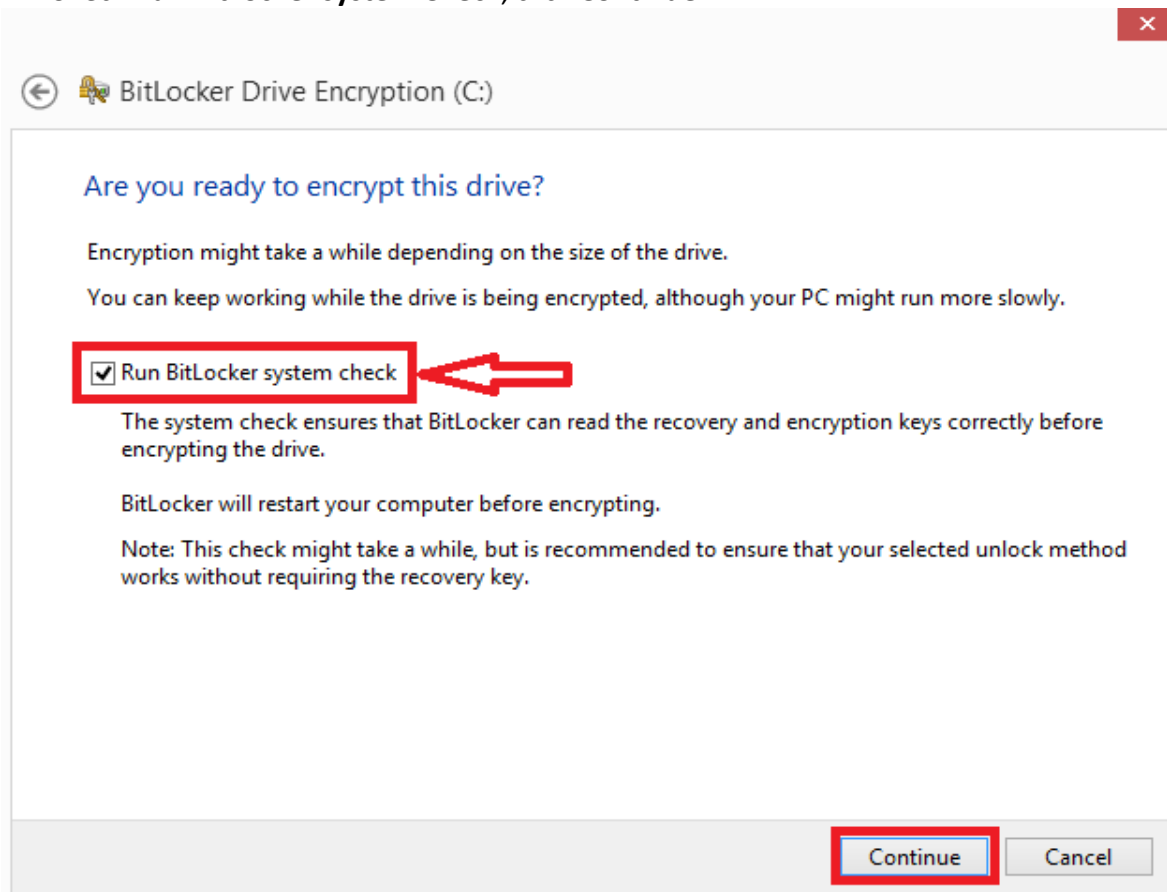 BitLocker Drive Encryption (C:)
Are you ready to encrypt this drive?
Encryption might take a while depending on the size of the drive.
You can keep working while the drive is being encrypted, although your PC might run more slowly.
Run BitLocker system check
The system check ensures that BitLocker can read the recovery and encryption keys correctly before
encrypting the drive.
BitLocker will restart your computer before encrypting.
Note: This check might take a while, but is recommended to ensure that your selected unlock method
works without requiring the recovery key.
Continue Cancel